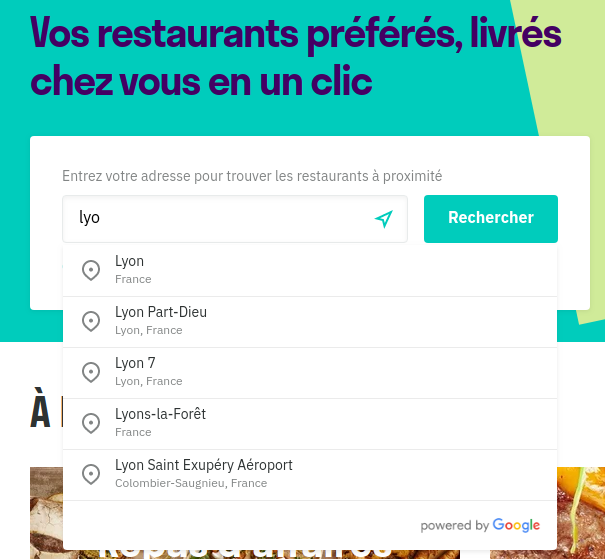 Vos restaurants préférés, livrés
chez vous en un clic
Entrez votre adresse pour trouver les restaurants à proximité
lyo
Rechercher
Lyon
France
Lyon Part-Dieu
Lyon, France
Lyon 7
Lyon, France
À
Lyons-la-Forêt
France
Lyon Saint Exupéry Aéroport
Colombier-Saugnieu, France
powered by Google
Repas d'affaires